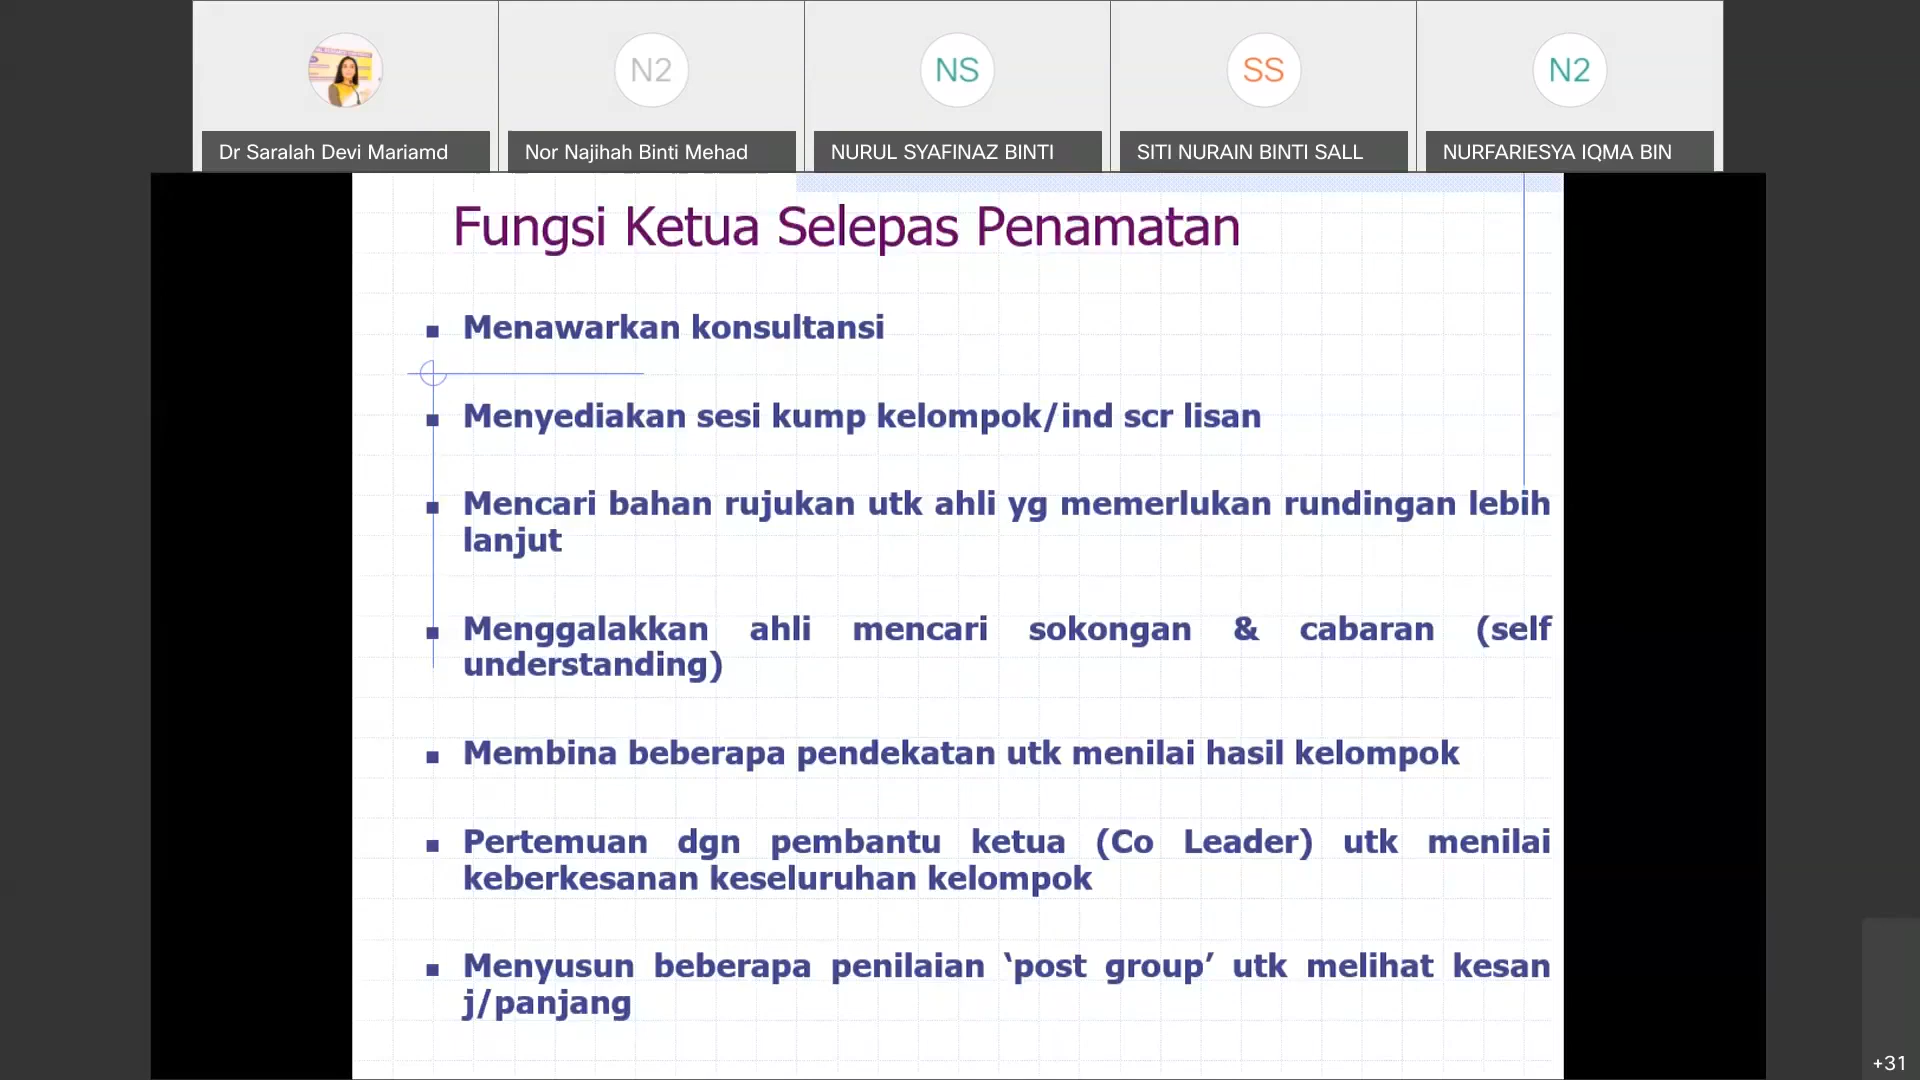 N2
NS
SS
N2
Dr Saralah Devi Mariamd
Nor Najihah Binti Mehad
NURUL SYAFINAZ BINTI
SITI NURAIN BINTI SALL
NURFARIESYA IQMA BIN
Fungsi Ketua Selepas Penamatan
▪ Menawarkan konsultansi
▪ Menyediakan sesi kump kelompok/ind scr lisan
▪ Mencari bahan rujukan utk ahli yg memerlukan rundingan lebih
lanjut
▪ Menggalakkan ahli mencari sokongan & cabaran (self
understanding)
▪ Membina beberapa pendekatan utk menilai hasil kelompok
▪ Pertemuan dgn pembantu ketua (Co Leader) utk menilai
keberkesanan keseluruhan kelompok
▪ Menyusun beberapa penilaian ‘post group’ utk melihat kesan
j/panjang
+31